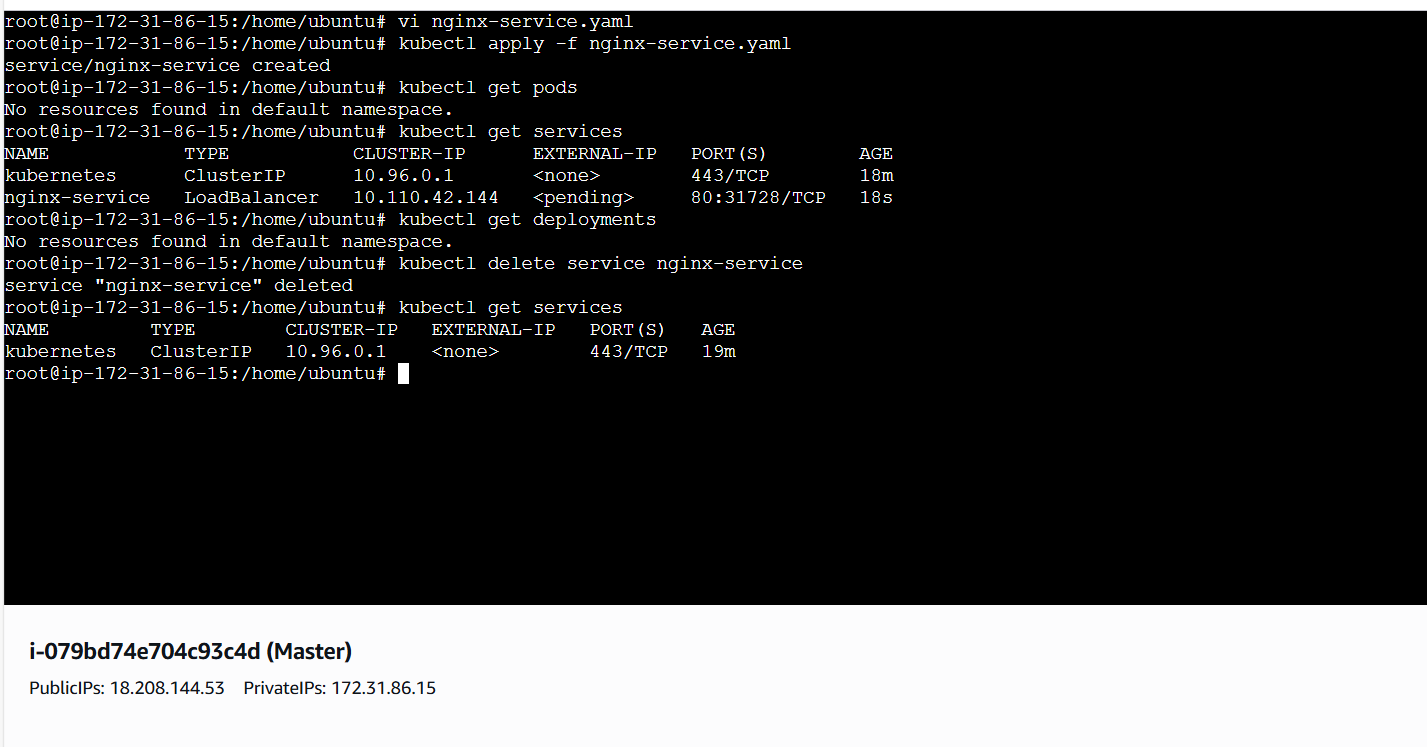 root@ip-172-31-86-15:/home/ubuntu# vi nginx-service.yaml
root@ip-172-31-86-15:/home/ubuntu# kubectl apply -f nginx-service.yaml
service/nginx-service created
root@ip-172-31-86-15:/home/ubuntu# kubectl get pods
No resources found in default namespace.
root@ip-172-31-86-15:/home/ubuntu# kubectl get services
NAME            TYPE           CLUSTER-IP      EXTERNAL-IP   PORT(S)        AGE
kubernetes      ClusterIP      10.96.0.1       <none>        443/TCP        18m
nginx-service   LoadBalancer   10.110.42.144   <pending>     80:31728/TCP   18s
root@ip-172-31-86-15:/home/ubuntu# kubectl get deployments
No resources found in default namespace.
root@ip-172-31-86-15:/home/ubuntu# kubectl delete service nginx-service
service "nginx-service" deleted
root@ip-172-31-86-15:/home/ubuntu# kubectl get services
NAME         TYPE        CLUSTER-IP   EXTERNAL-IP   PORT(S)   AGE
kubernetes   ClusterIP   10.96.0.1    <none>        443/TCP   19m
root@ip-172-31-86-15:/home/ubuntu#
i-079bd74e704c93c4d (Master)
PublicIPs: 18.208.144.53    PrivateIPs: 172.31.86.15